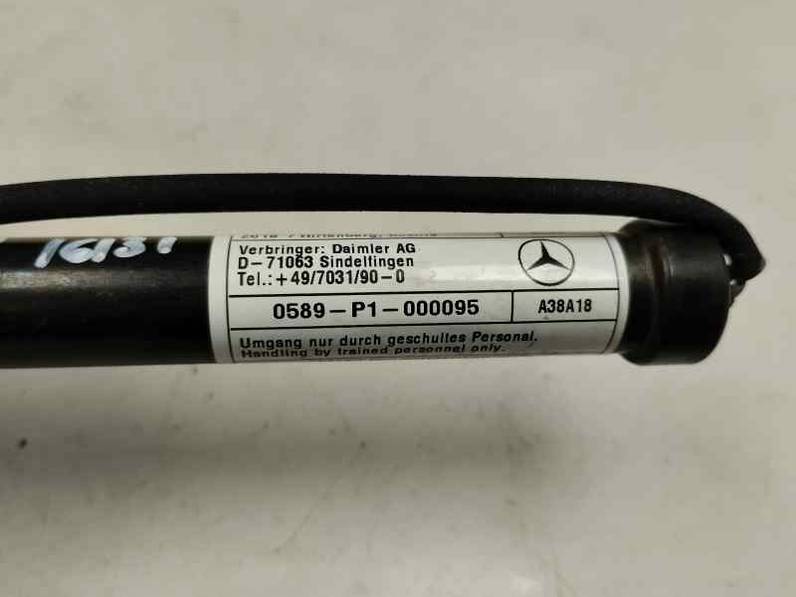 16131
Verbringer: Daimler AG
D-71063 Sindelfingen
Tel.:+49/7031/90-0
0589-P1-000095 A38A18
Umgang nur durch geschultes Personal.
Handling by trained personnel only.